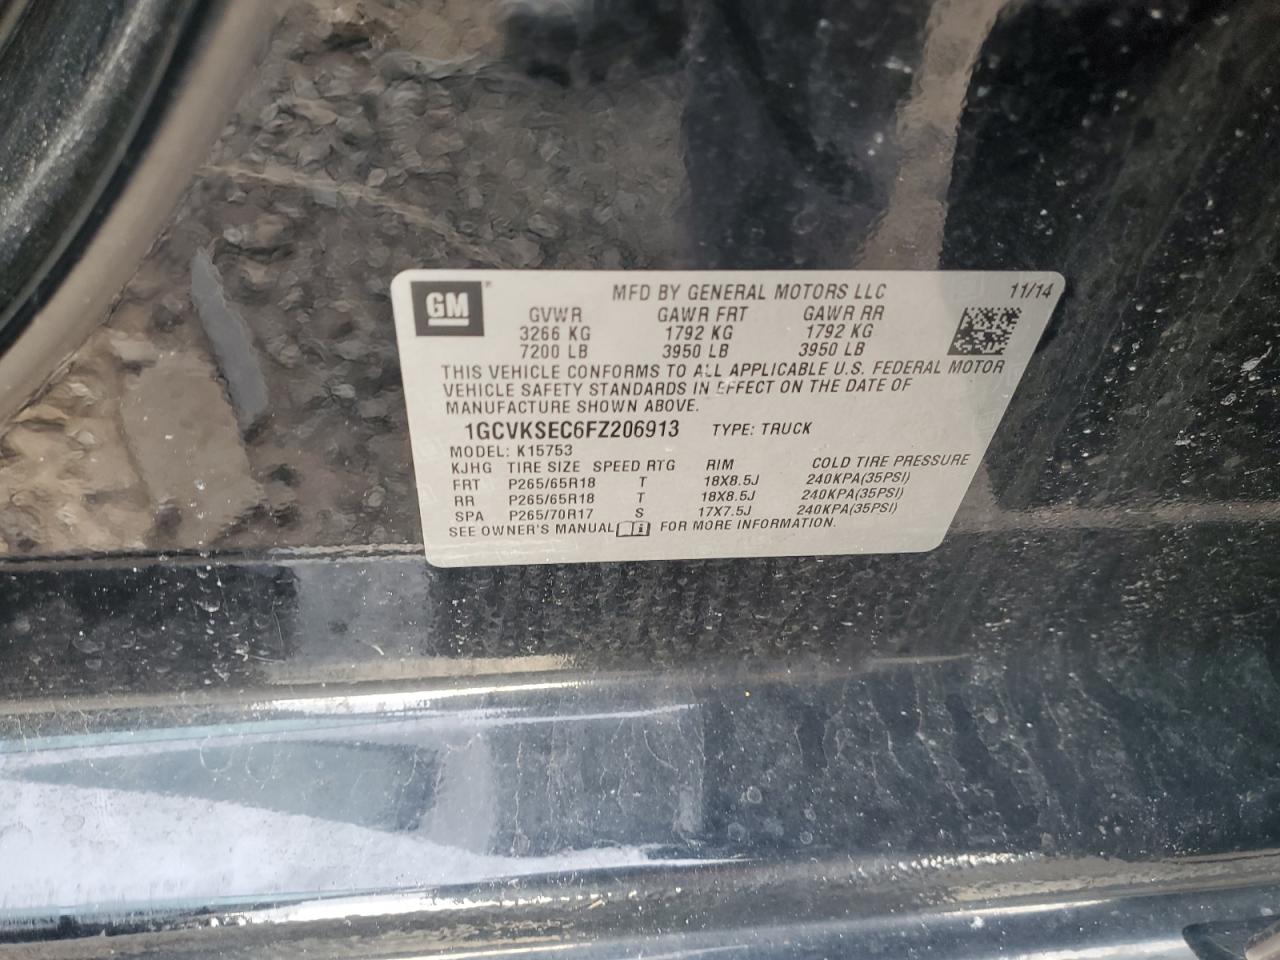 GM ® MFD BY GENERAL MOTORS LLC 11/14
GVWR GAWR FRT GAWR RR
3266 KG 1792 KG 1792 KG
7200 LB 3950 LB 3950 LB
THIS VEHICLE CONFORMS TO ALL APPLICABLE U.S. FEDERAL MOTOR
VEHICLE SAFETY STANDARDS IN EFFECT ON THE DATE OF
MANUFACTURE SHOWN ABOVE.
1GCVKSEC6FZ206913 TYPE: TRUCK
MODEL: K15753
KJHG TIRE SIZE SPEED RTG RIM COLD TIRE PRESSURE
FRT P265/65R18 T 18X8.5J 240KPA(35PSI)
RR P265/65R18 T 18X8.5J 240KPA(35PSI)
SPA P265/70R17 S 17X7.5J 240KPA(35PSI)
SEE OWNER'S MANUAL FOR MORE INFORMATION.